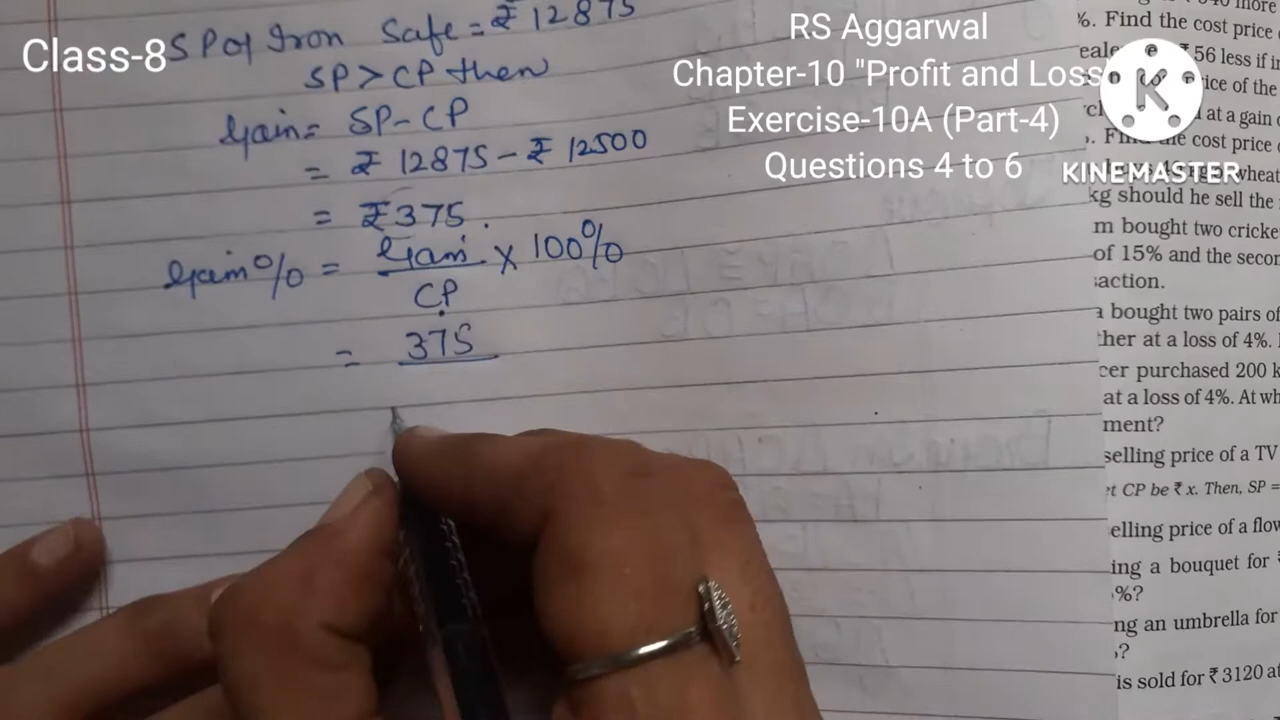 Class-8
SP of Iron Safe = ₹ 12875
SP > CP then
Gain = SP - CP
= ₹ 12875 - ₹ 12500
= ₹ 375.
Gain% = Gain × 100%
CP
= 375
RS Aggarwal
Chapter-10 "Profit and Loss
Exercise-10A (Part-4)
Questions 4 to 6
K
KINEMASTER
more
%. Find the cost price
₹ 56 less if
ice of the
at a gain
the cost price
wheat
kg should he sell the
m bought two cricke
of 15% and the secon
action.
a bought two pairs of
ther at a loss of 4%.
cer purchased 200 k
at a loss of 4%. At wh
ment?
selling price of a TV
et CP be ₹ x. Then, SP =
elling price of a flow
ing a bouquet for
%?
ng an umbrella for
?
is sold for ₹ 3120 at